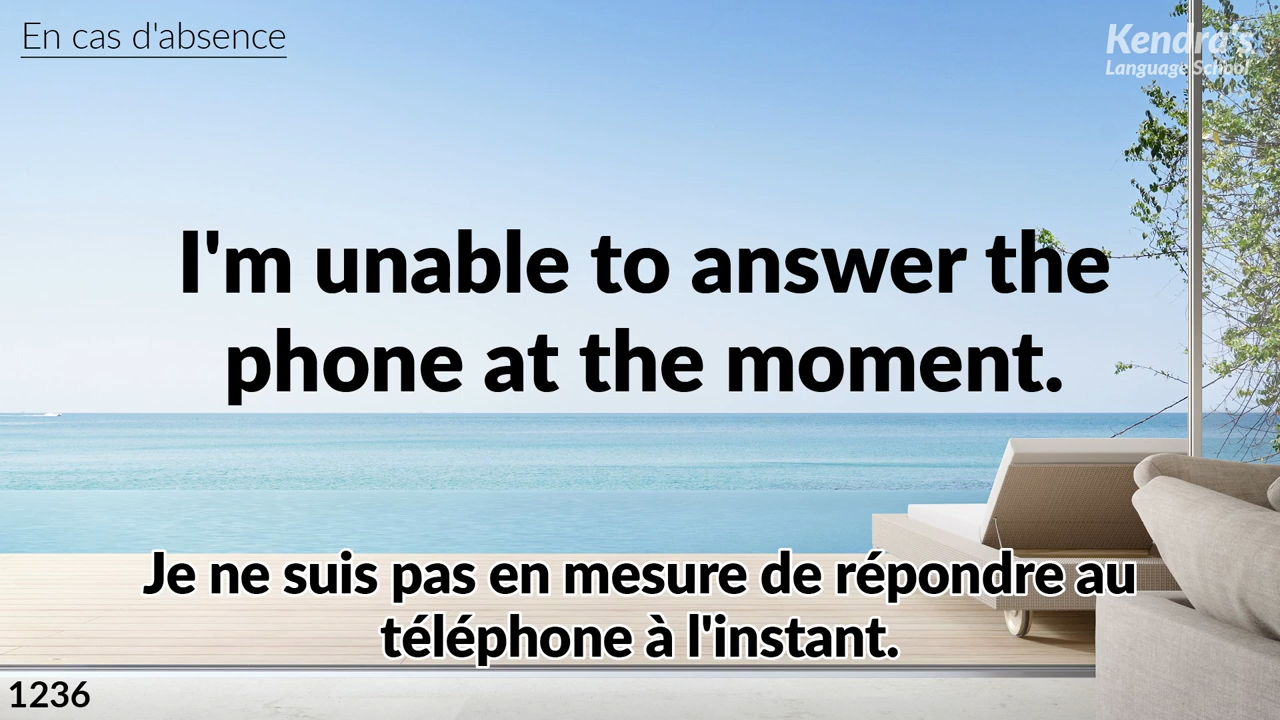 En cas d'absence
Kendra's
Language School
I'm unable to answer the
phone at the moment.
Je ne suis pas en mesure de répondre au
téléphone à l'instant.
1236